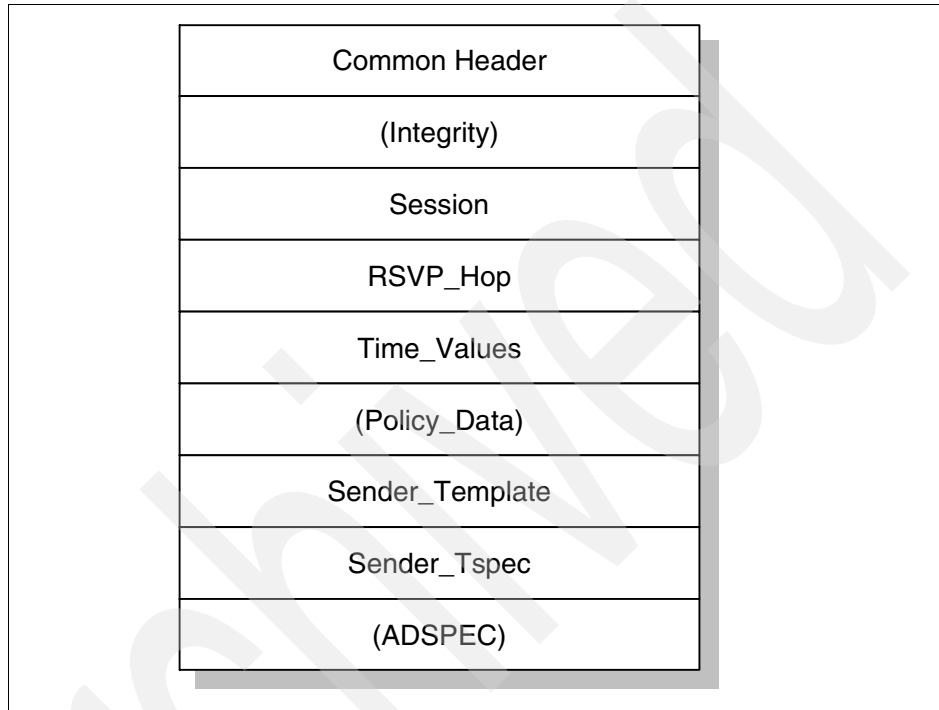 Common Header
(Integrity)
Session
RSVP_Hop
Time_Values
(Policy_Data)
Sender_Template
Sender_Tspec
(ADSPEC)